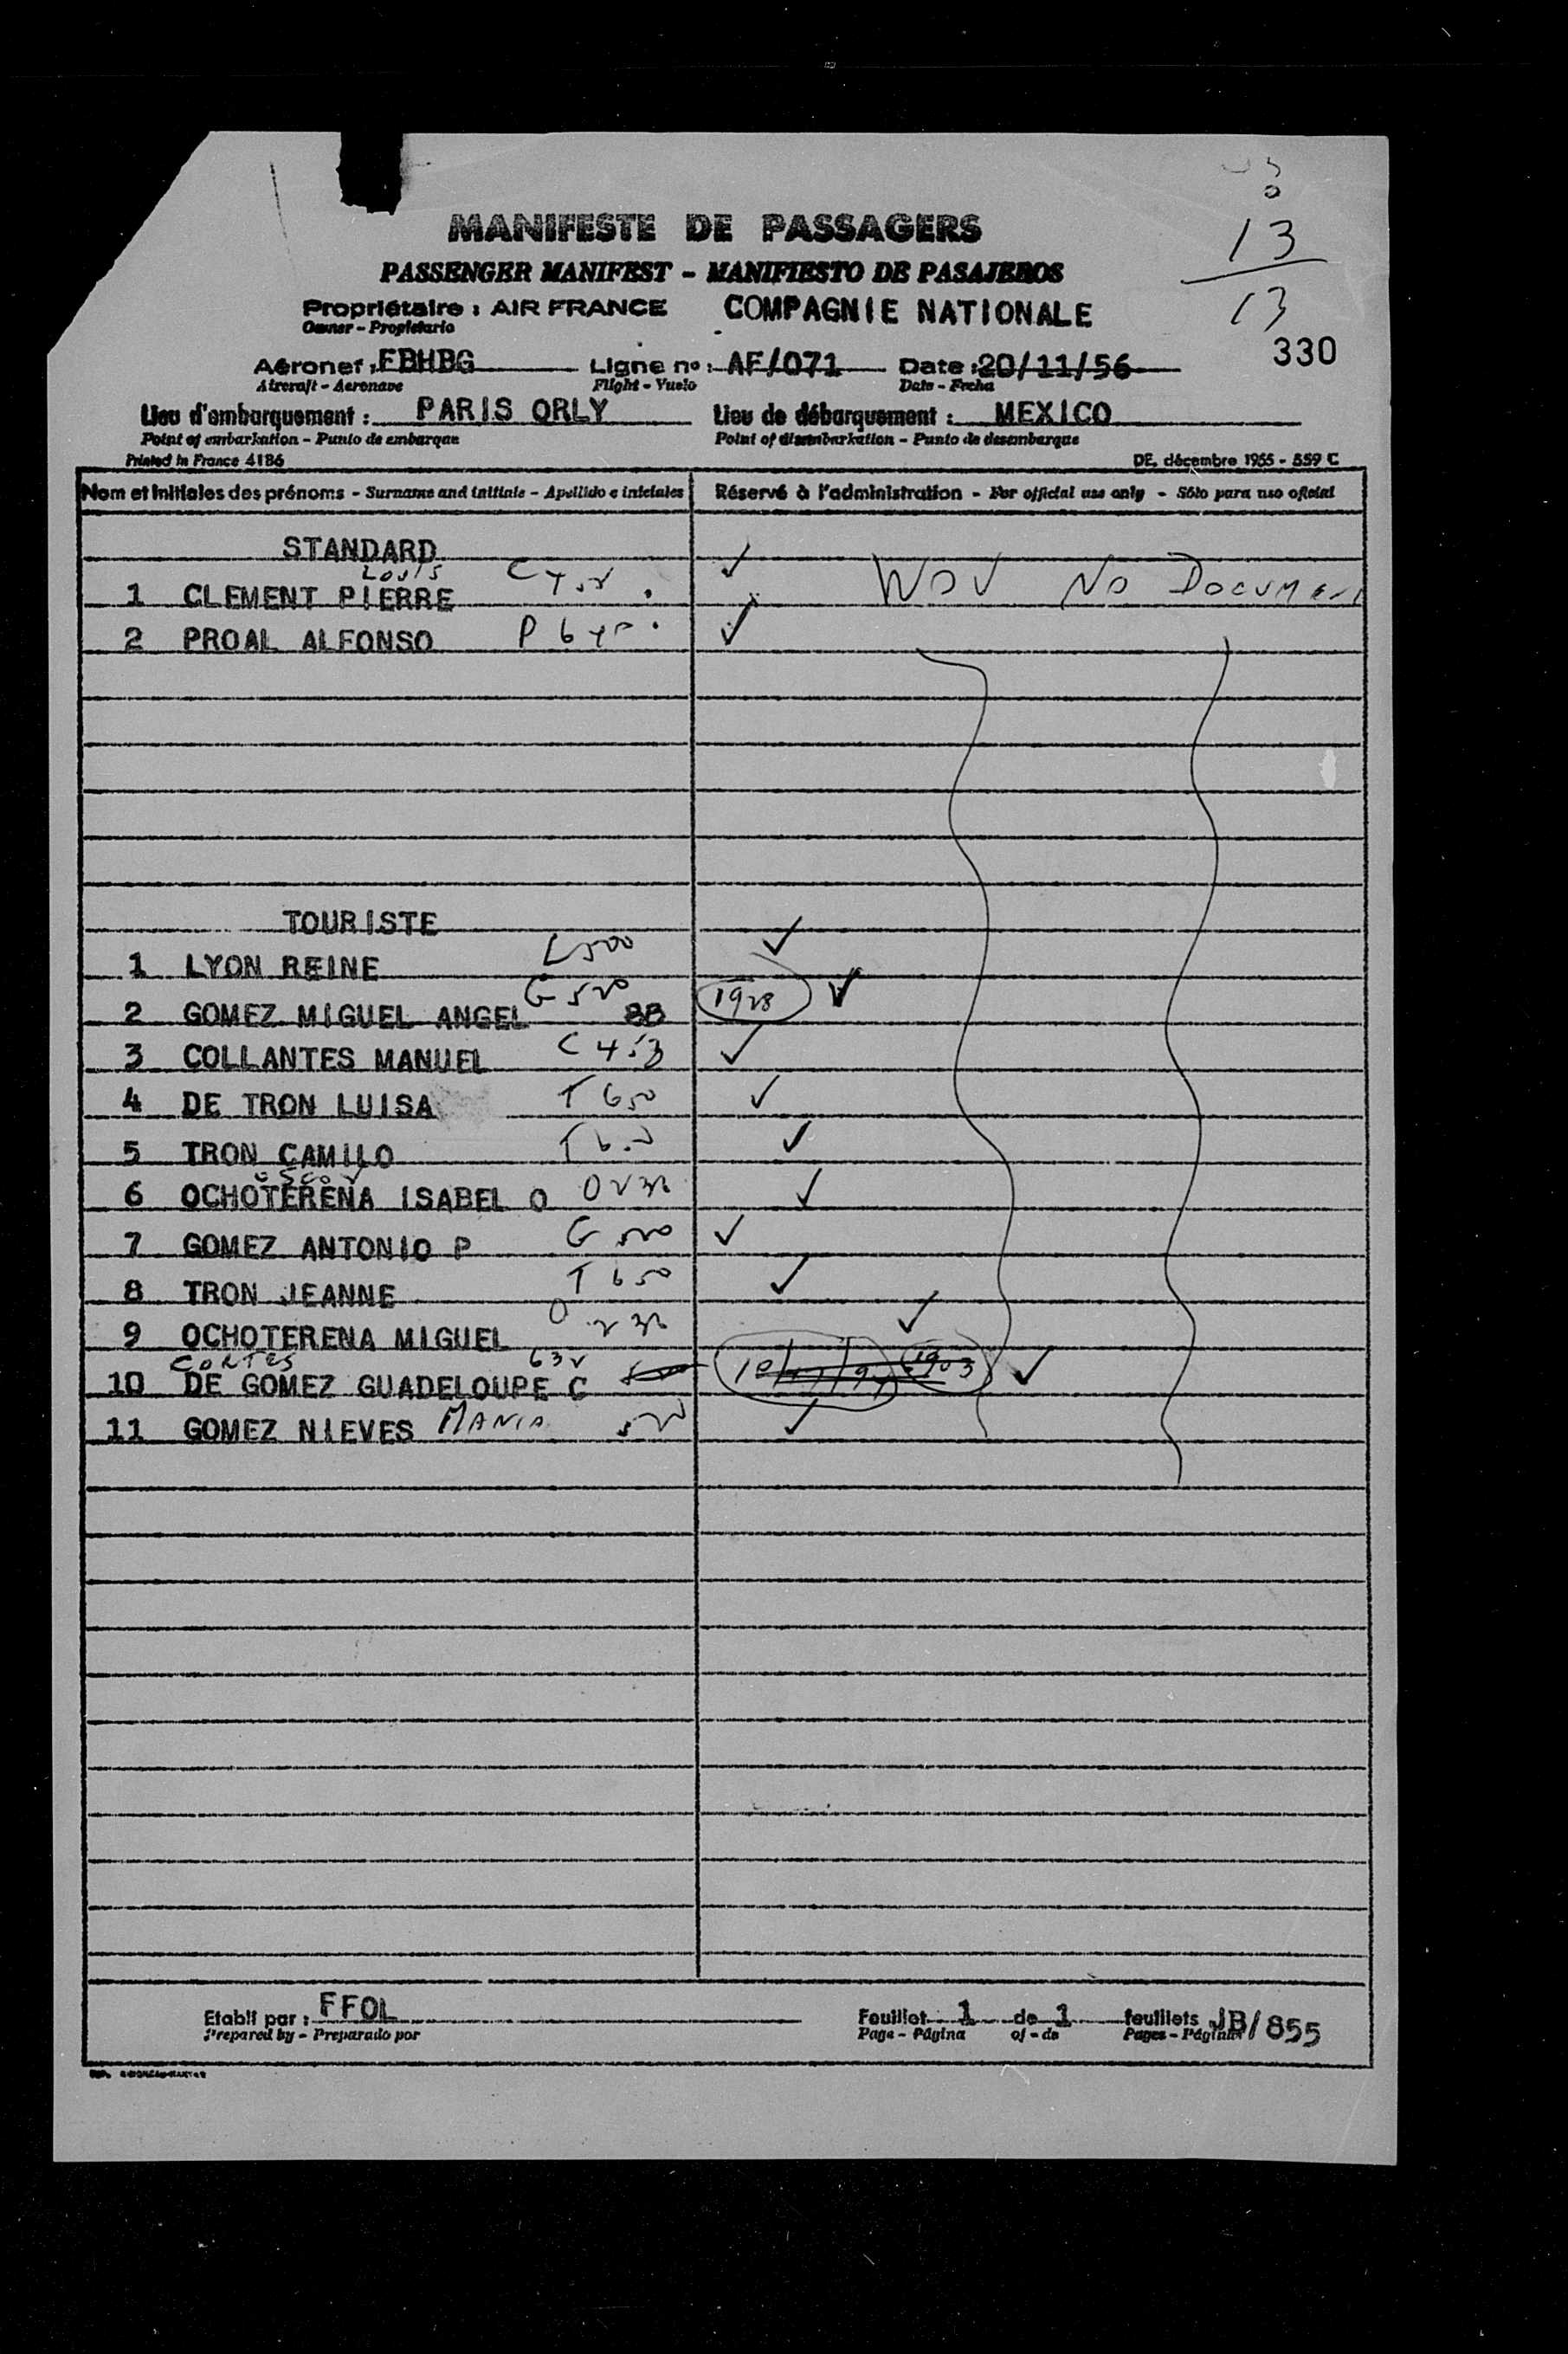 13
13
330
MANIFESTE DE PASSAGERS
PASSENGER MANIFEST - MANIFIESTO DE PASAJEROS
Propriétaire : AIR FRANCE COMPAGNIE NATIONALE
Owner - Propietario
Aéronef : FBHBG Ligne no : AF/071 Date : 20/11/56
Aircraft - Aeronave Flight - Vuelo Date - Fecha
Lieu d'embarquement : PARIS ORLY Lieu de débarquement : MEXICO
Point of embarkation - Punto de embarque Point of disembarkation - Punto de desembarque
Printed in France 4186 DE. décembre 1955 - 559 C
Nom et initiales des prénoms - Surname and initials - Apellido e iniciales Réservé à l'administration - For official use only - Sólo para uso oficial
STANDARD
LOUIS
1 CLEMENT PIERRE WOV NO DOCUMENT
2 PROAL ALFONSO P
TOURISTE
1 LYON REINE L500
2 GOMEZ MIGUEL ANGEL G520 BB 1928
3 COLLANTES MANUEL C453
4 DE TRON LUISA T650
5 TRON CAMILO
6 OCHOTERENA ISABEL O
7 GOMEZ ANTONIO P
8 TRON JEANNE T650
9 OCHOTERENA MIGUEL O
CORTES
10 DE GOMEZ GUADELOUPE C 1903
11 GOMEZ NIEVES MARIA
Etabli par : FFOL Feuillet 1 de 1 feuillets JB/855
Prepared by - Preparado por Page - Página of - de Pages - Páginas